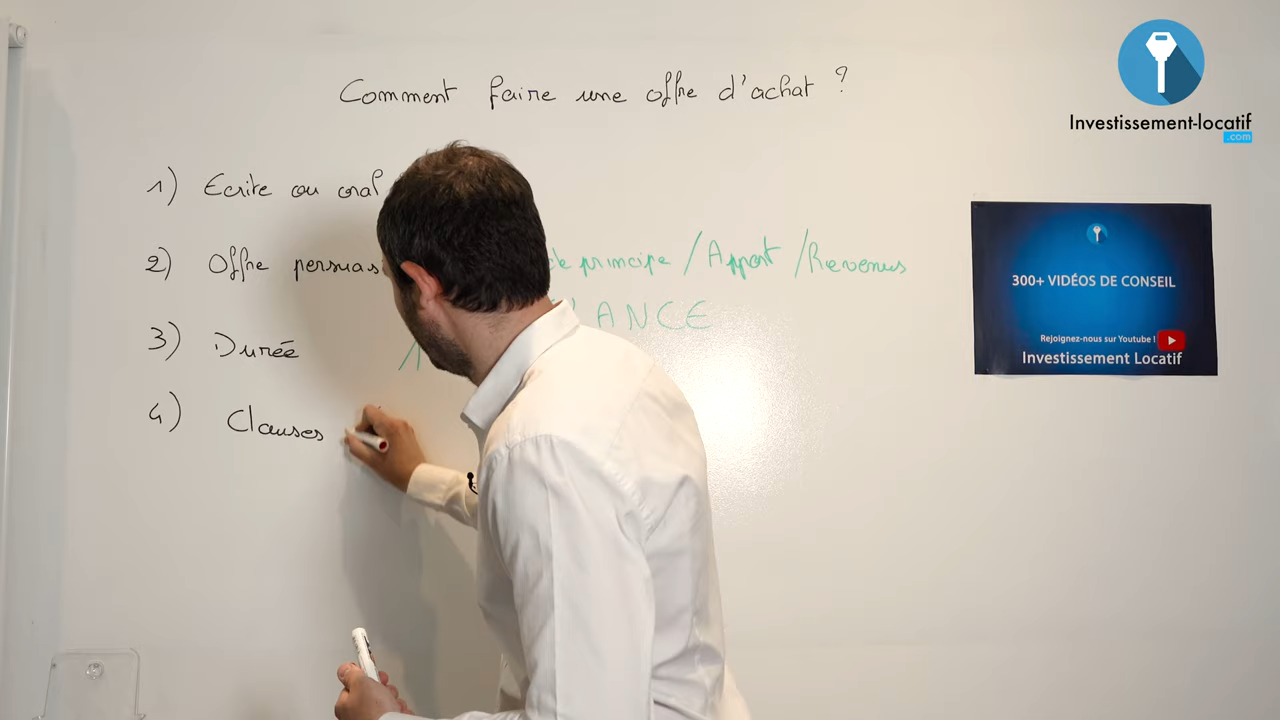 Comment faire une offre d'achat ?
Investissement-locatif
.com
1) Ecrite ou oral
2) Offre persuas de principe / Apport / Revenus
300+ VIDÉOS DE CONSEIL
ANCE
3) Durée 1
Rejoignez-nous sur Youtube !
Investissement Locatif
4) Clauses